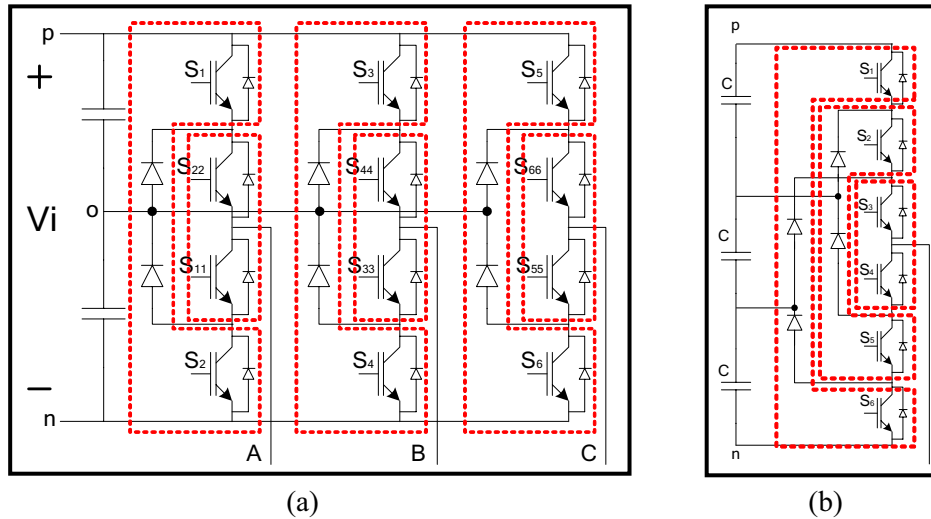 p
+
S1 S3 S5
S22 S44 S66
Vi o
S11 S33 S55
S2 S4 S6
−
n
A B C
(a)
p
C S1
S2
S3
C
S4
S5
C
S6
n
(b)